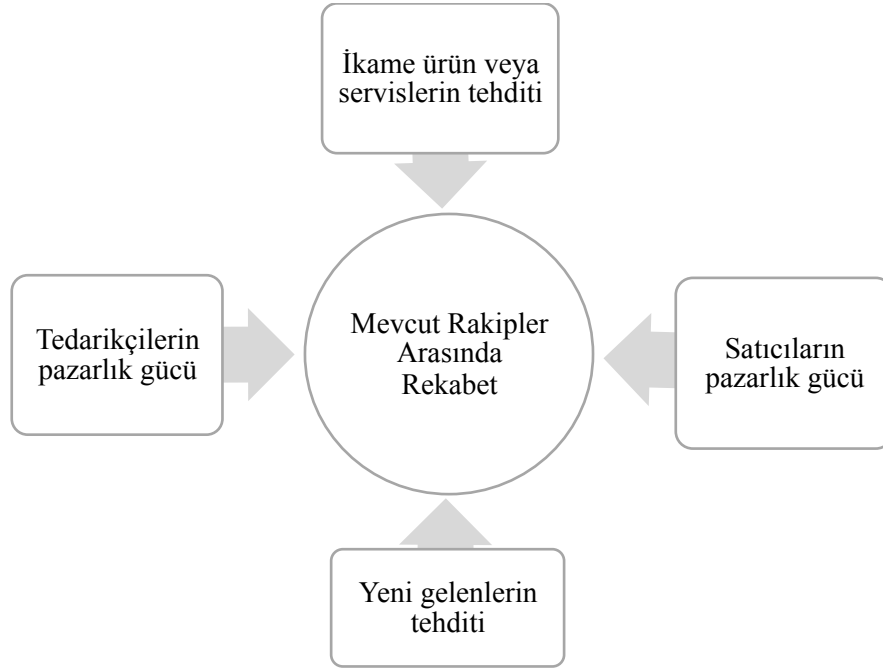 İkame ürün veya
servislerin tehditi
Tedarikçilerin
pazarlık gücü
Mevcut Rakipler
Arasında
Rekabet
Satıcıların
pazarlık gücü
Yeni gelenlerin
tehditi